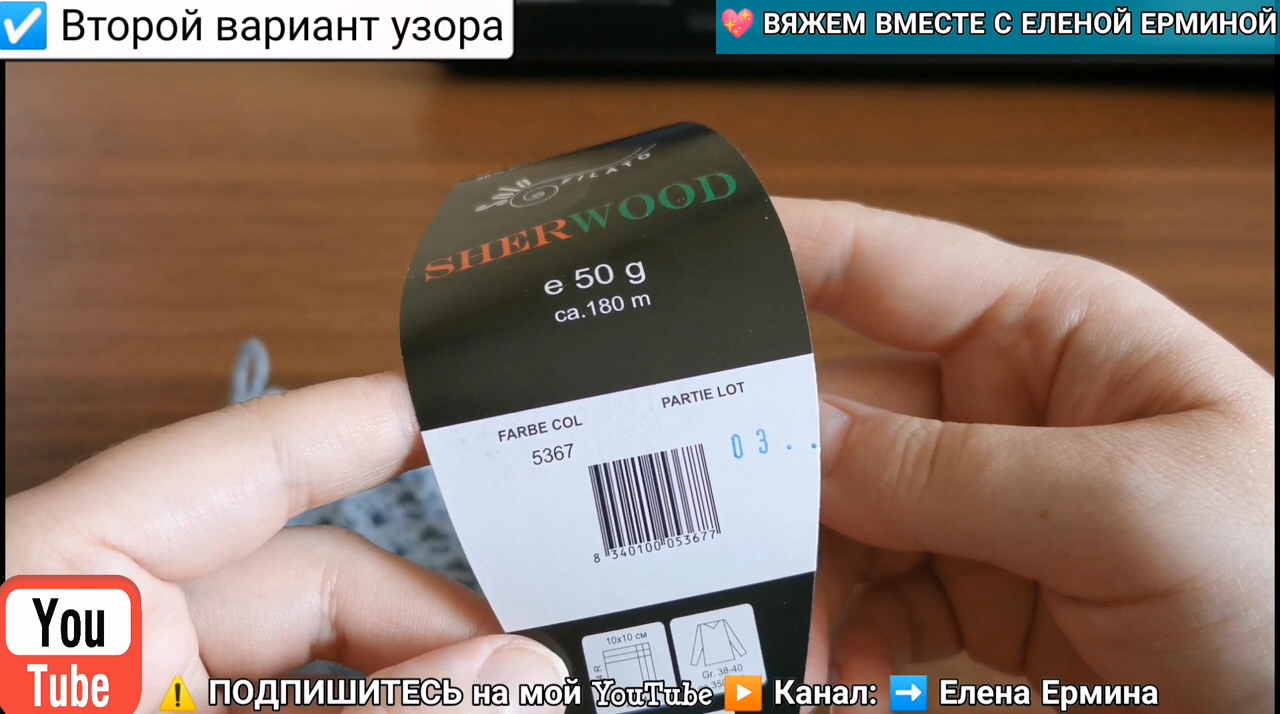 Второй вариант узора
💖 ВЯЖЕМ ВМЕСТЕ С ЕЛЕНОЙ ЕРМИНОЙ
FILATO
SHERWOOD
e 50 g
ca.180 m
PARTIE LOT
FARBE COL
5367
03..
8 340100 053677
10x10 см
Gr. 38-40
You
Tube
⚠️ ПОДПИШИТЕСЬ на мой YouTube ▶️ Канал: ➡️ Елена Ермина